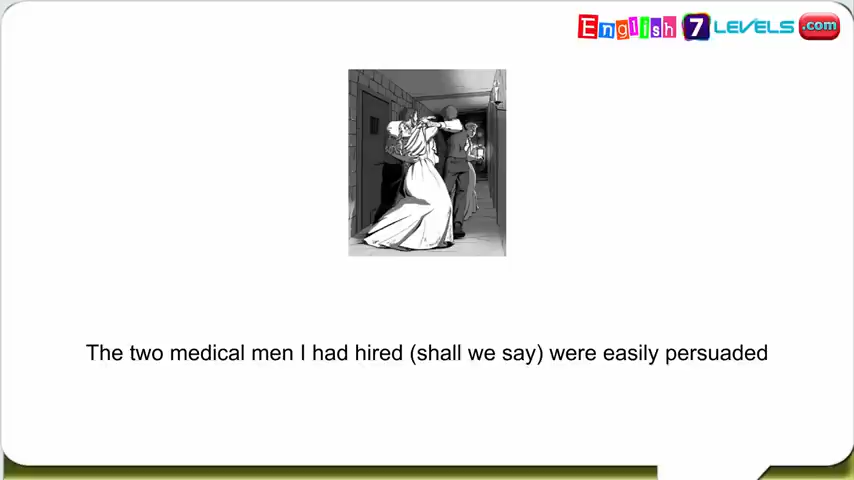 English 7 LEVELS .com
The two medical men I had hired (shall we say) were easily persuaded